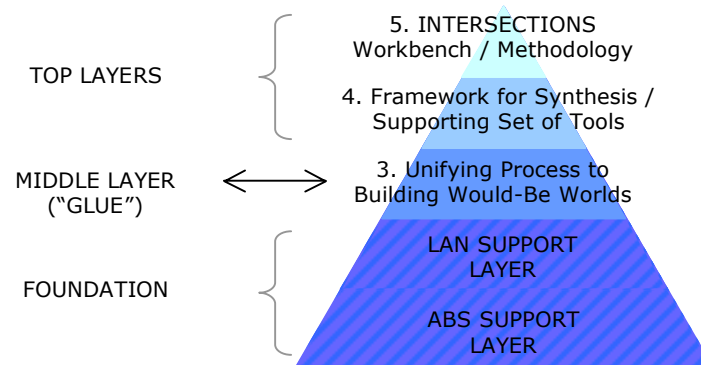 5. INTERSECTIONS
Workbench / Methodology
TOP LAYERS
4. Framework for Synthesis /
Supporting Set of Tools
MIDDLE LAYER
(“GLUE”)
3. Unifying Process to
Building Would-Be Worlds
LAN SUPPORT
LAYER
FOUNDATION
ABS SUPPORT
LAYER